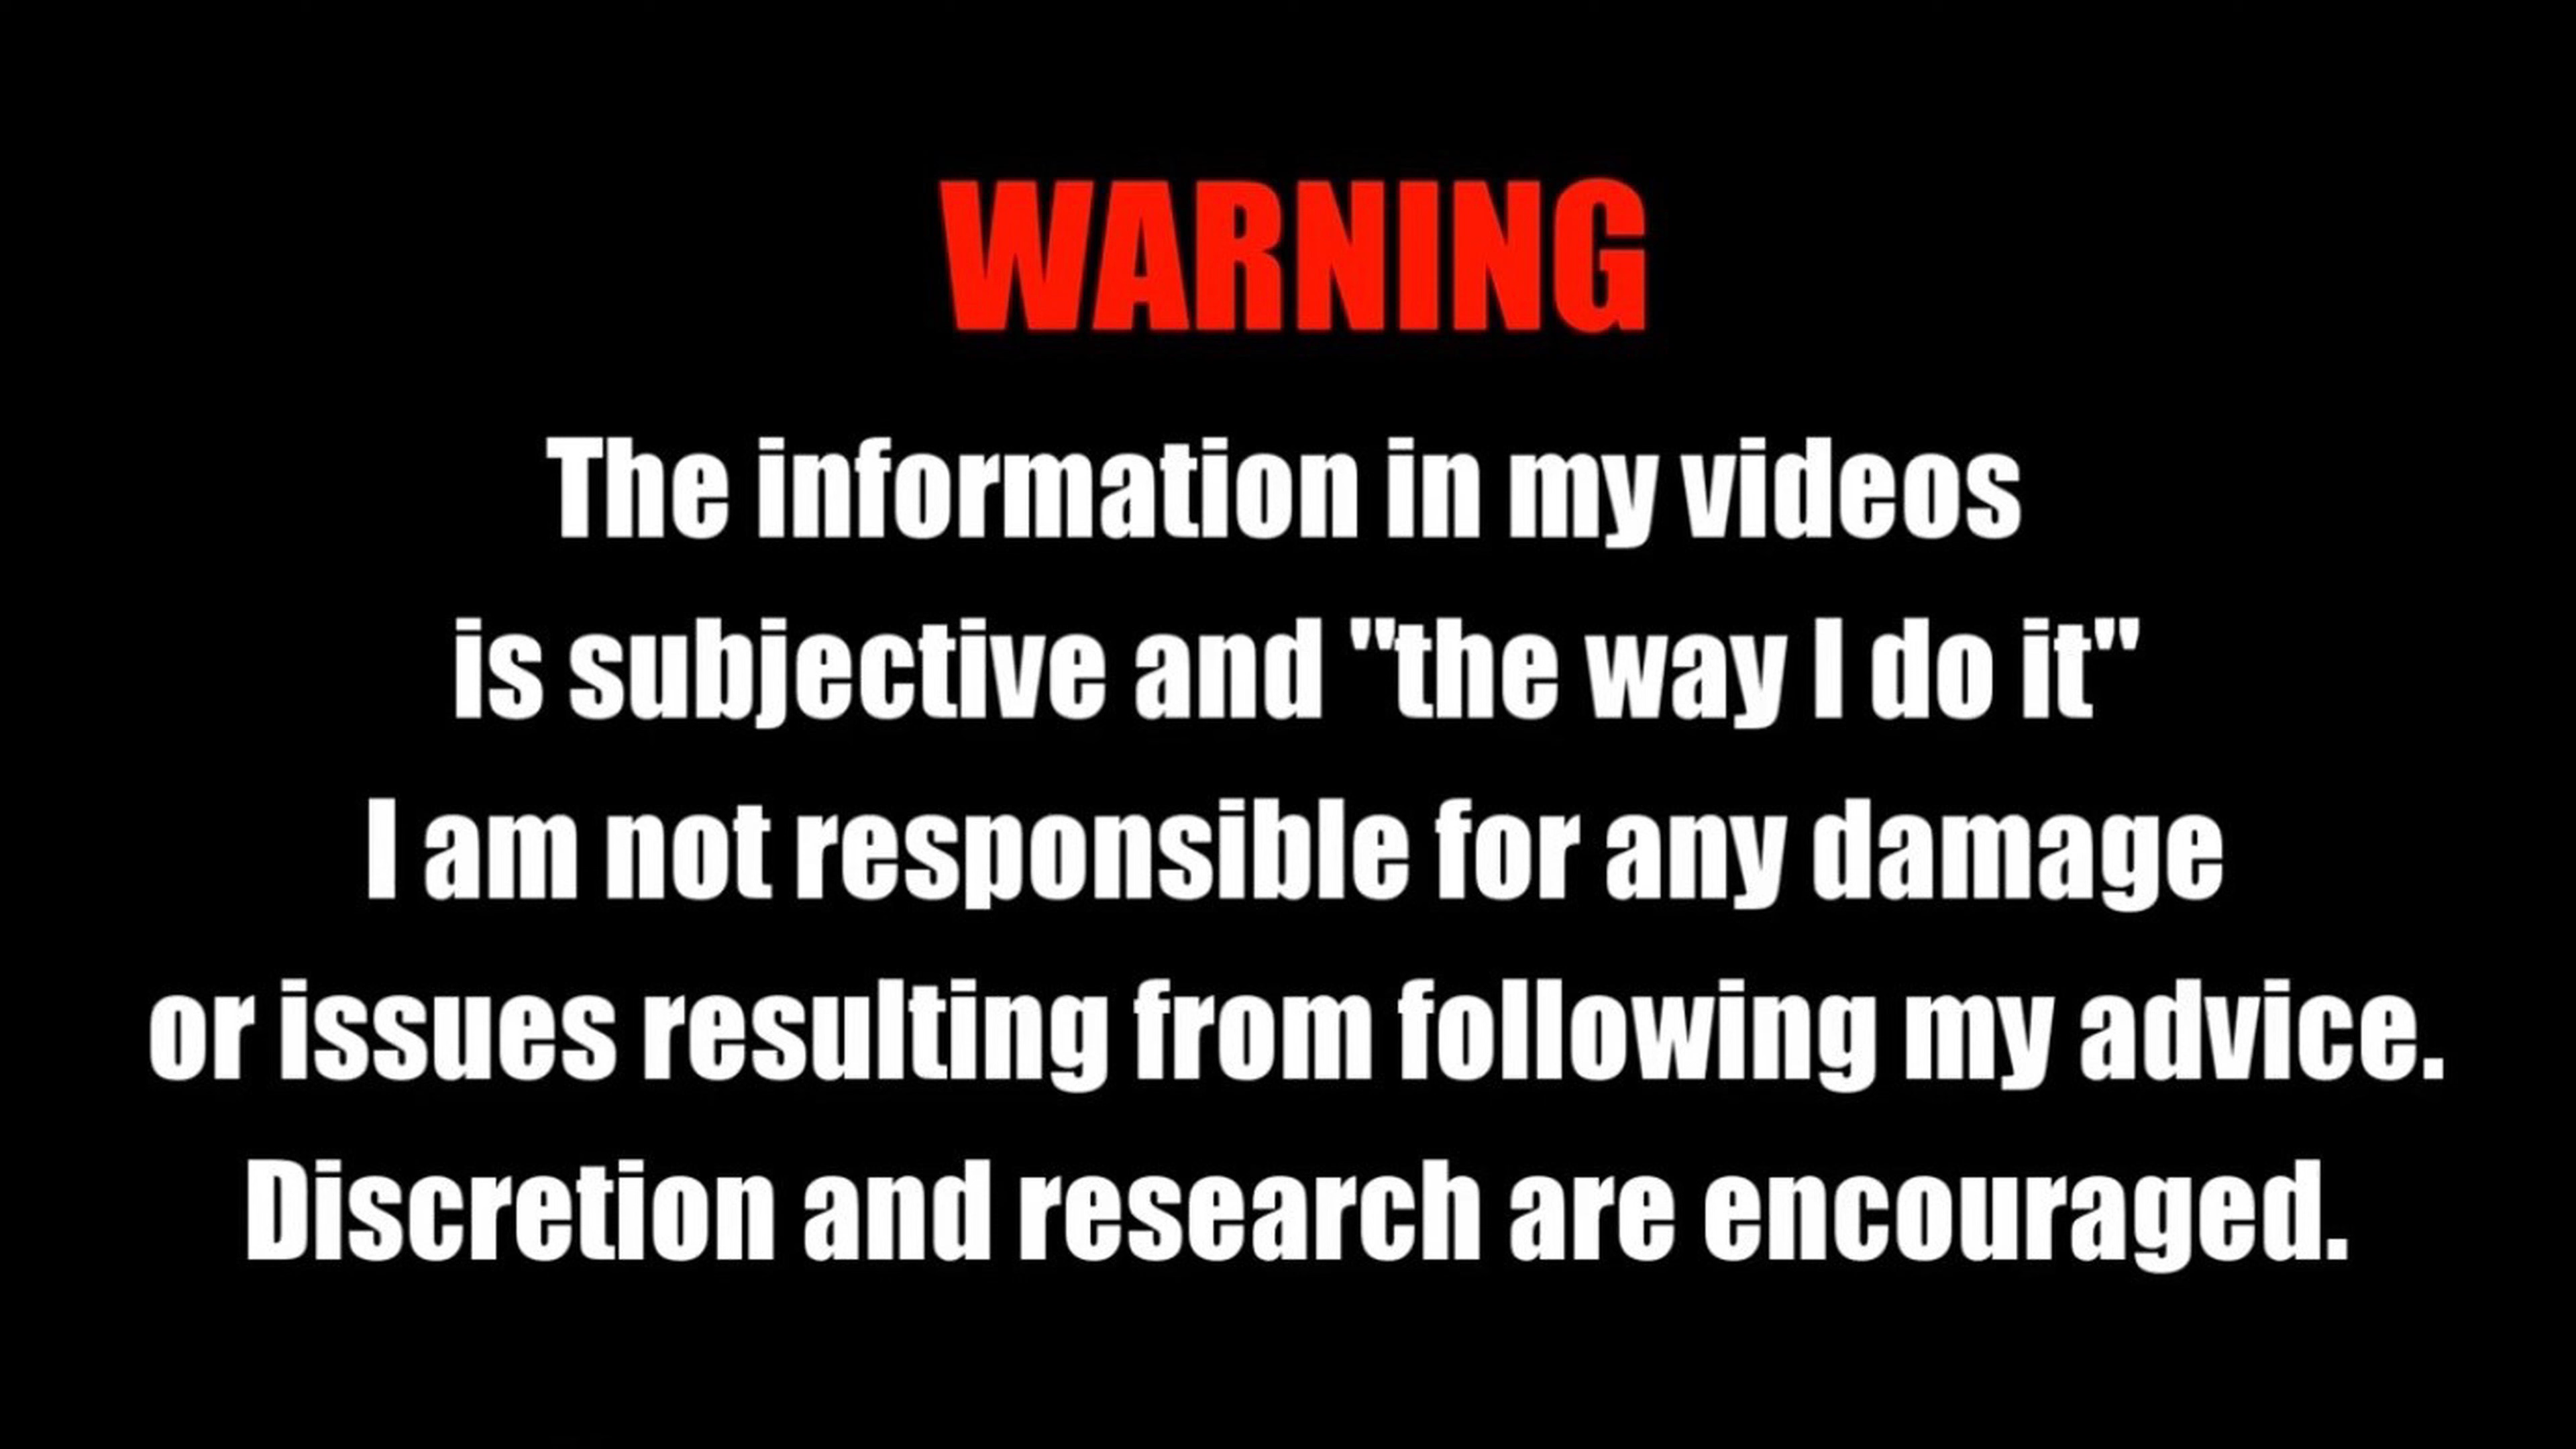 WARNING
The information in my videos
is subjective and "the way I do it"
I am not responsible for any damage
or issues resulting from following my advice.
Discretion and research are encouraged.